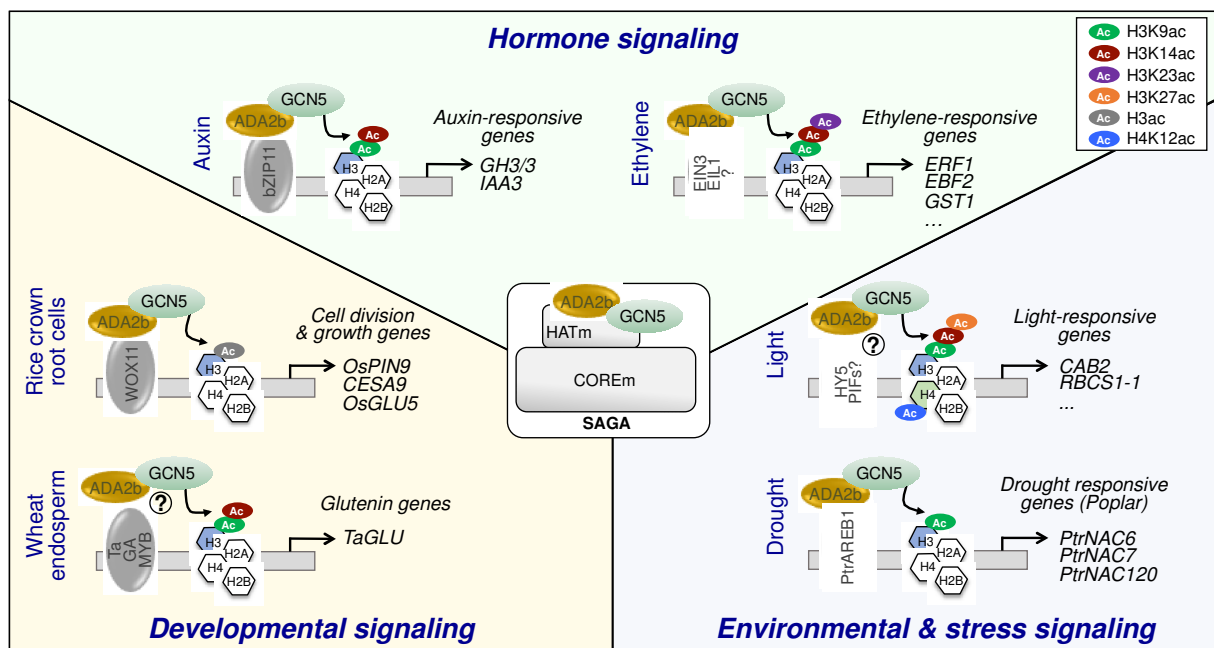 Hormone signaling
Ac H3K9ac
Ac H3K14ac
Ac H3K23ac
Ac H3K27ac
Ac H3ac
Ac H4K12ac
Auxin
ADA2b
GCN5
bZIP11
Ac
Ac
H3
H2A
H4
H2B
Auxin-responsive
genes
GH3/3
IAA3
Ethylene
ADA2b
GCN5
EIN3
EIL1
?
Ac
Ac
Ac
H3
H2A
H4
H2B
Ethylene-responsive
genes
ERF1
EBF2
GST1
...
Rice crown
root cells
ADA2b
GCN5
WOX11
Ac
H3
H2A
H4
H2B
Cell division
& growth genes
OsPIN9
CESA9
OsGLU5
Wheat
endosperm
ADA2b
GCN5
?
Ta
GA
MYB
Ac
Ac
H3
H2A
H4
H2B
Glutenin genes
TaGLU
Developmental signaling
ADA2b
GCN5
HATm
COREm
SAGA
Light
ADA2b
GCN5
?
HY5
PIFs?
Ac
Ac
Ac
H3
H2A
H4
H2B
Ac
Light-responsive
genes
CAB2
RBCS1-1
...
Drought
ADA2b
GCN5
PtrAREB1
Ac
H3
H2A
H4
H2B
Drought responsive
genes (Poplar)
PtrNAC6
PtrNAC7
PtrNAC120
Environmental & stress signaling